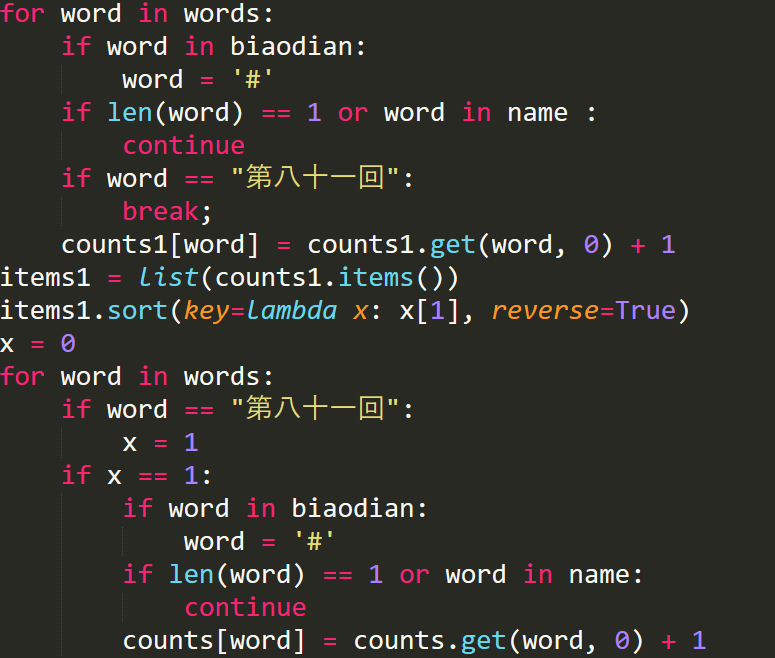 for word in words:
    if word in biaodian:
        word = '#'
    if len(word) == 1 or word in name :
        continue
    if word == "第八十一回":
        break;
    counts1[word] = counts1.get(word, 0) + 1
items1 = list(counts1.items())
items1.sort(key=lambda x: x[1], reverse=True)
x = 0
for word in words:
    if word == "第八十一回":
        x = 1
    if x == 1:
        if word in biaodian:
            word = '#'
        if len(word) == 1 or word in name:
            continue
        counts[word] = counts.get(word, 0) + 1